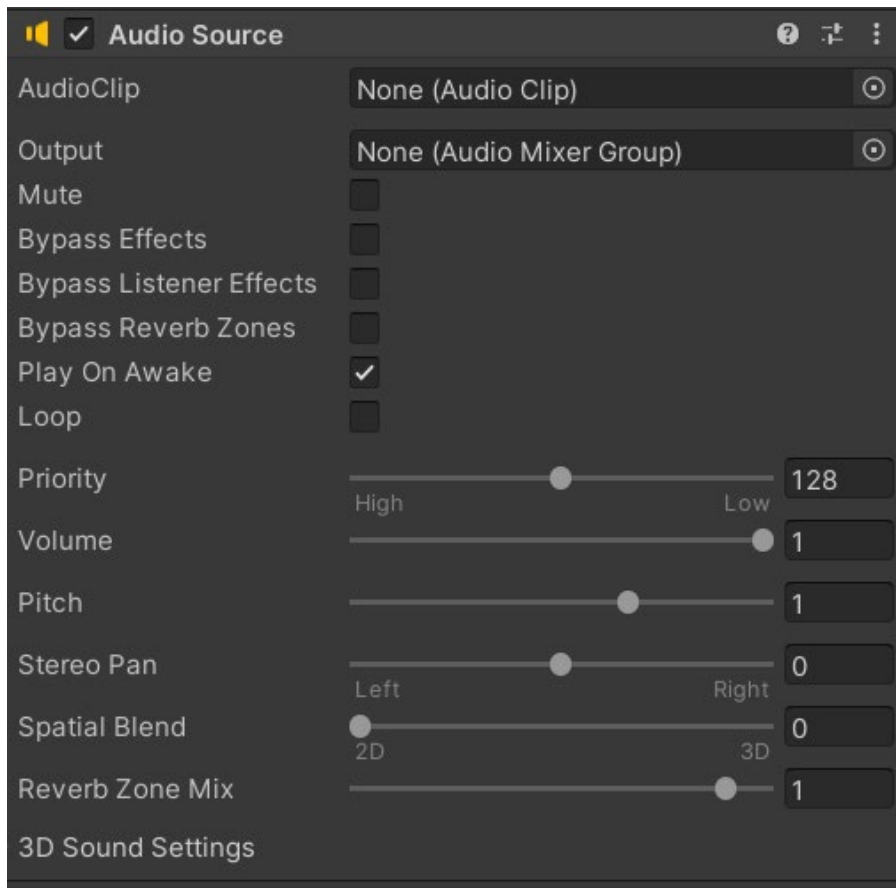 Audio Source
AudioClip None (Audio Clip)
Output None (Audio Mixer Group)
Mute
Bypass Effects
Bypass Listener Effects
Bypass Reverb Zones
Play On Awake
Loop
Priority 128
High Low
Volume 1
Pitch 1
Stereo Pan 0
Left Right
Spatial Blend 0
2D 3D
Reverb Zone Mix 1
3D Sound Settings